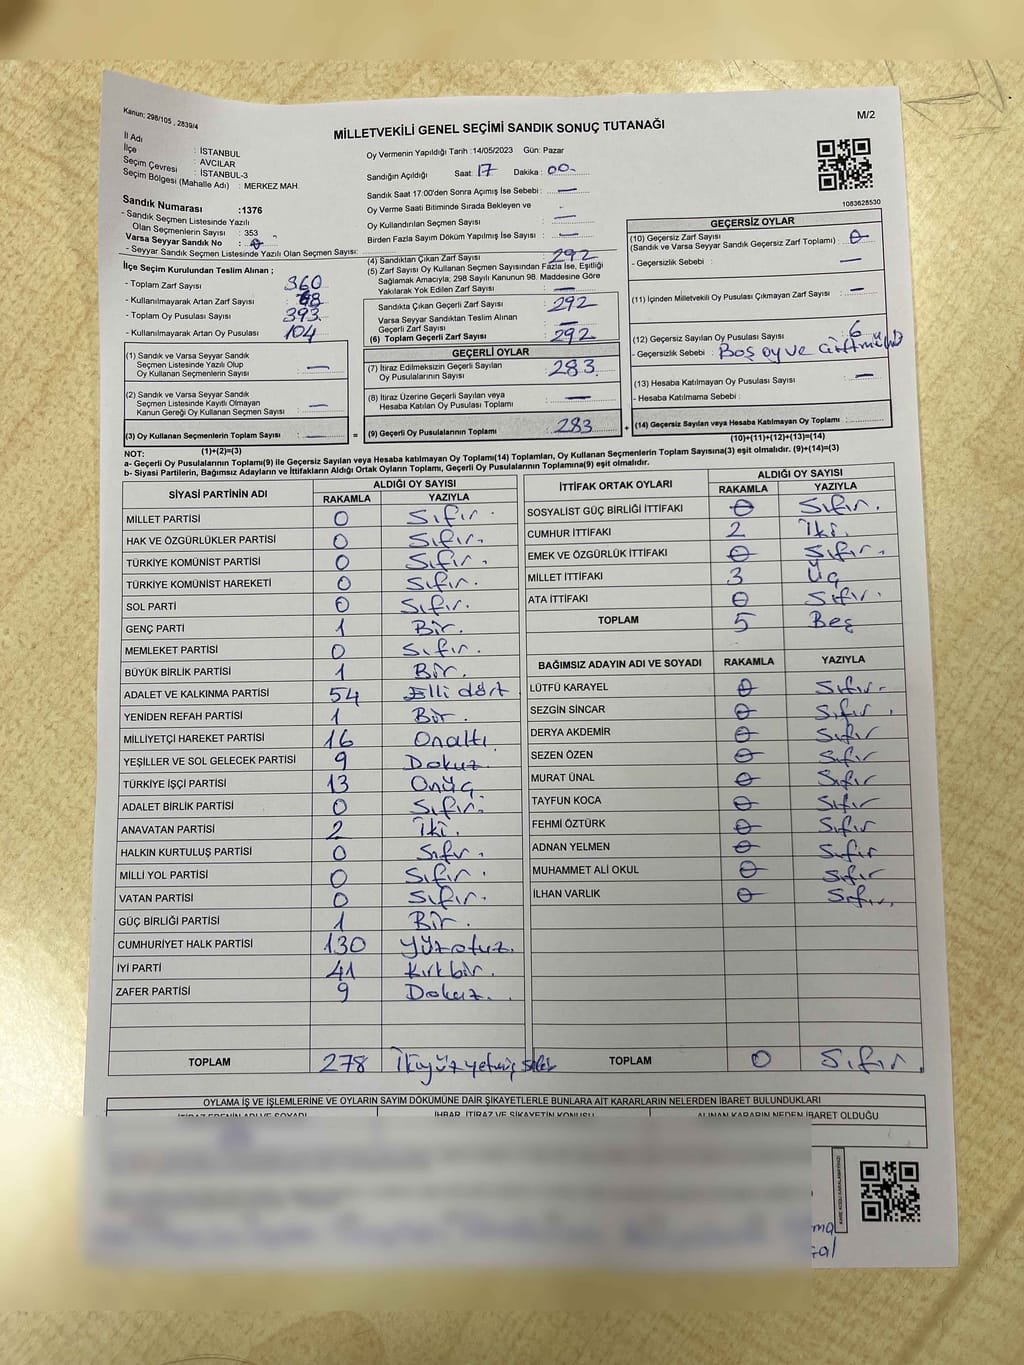 Kanun; 298/105 , 2839/4
M/2
MİLLETVEKİLİ GENEL SEÇİMİ SANDIK SONUÇ TUTANAĞI
İl Adı : İSTANBUL
İlçe : AVCILAR
Seçim Çevresi : İSTANBUL-3
Seçim Bölgesi (Mahalle Adı) : MERKEZ MAH.
Sandık Numarası :1376
- Sandık Seçmen Listesinde Yazılı
Olan Seçmenlerin Sayısı : 353
Varsa Seyyar Sandık No : 0
- Seyyar Sandık Seçmen Listesinde Yazılı Olan Seçmen Sayısı:
İlçe Seçim Kurulundan Teslim Alınan ;
- Toplam Zarf Sayısı : 360
- Kullanılmayarak Artan Zarf Sayısı : 68
- Toplam Oy Pusulası Sayısı : 393
- Kullanılmayarak Artan Oy Pusulası : 104
(1) Sandık ve Varsa Seyyar Sandık
Seçmen Listesinde Yazılı Olup
Oy Kullanan Seçmenlerin Sayısı : —
(2) Sandık ve Varsa Seyyar Sandık
Seçmen Listesinde Kayıtlı Olmayan
Kanun Gereği Oy Kullanan Seçmen Sayısı : —
(3) Oy Kullanan Seçmenlerin Toplam Sayısı : —
(1)+(2)=(3)
Oy Vermenin Yapıldığı Tarih :14/05/2023 Gün: Pazar
Sandığın Açıldığı Saat: 17 Dakika : 00
Sandık Saat 17:00'den Sonra Açımış İse Sebebi : —
Oy Verme Saati Bitiminde Sırada Bekleyen ve
Oy Kullandırılan Seçmen Sayısı : —
Birden Fazla Sayım Döküm Yapılmış İse Sayısı : —
(4) Sandıktan Çıkan Zarf Sayısı : 292
(5) Zarf Sayısı Oy Kullanan Seçmen Sayısından Fazla İse, Eşitliği
Sağlamak Amacıyla, 298 Sayılı Kanunun 98. Maddesine Göre
Yakılarak Yok Edilen Zarf Sayısı : —
Sandıkta Çıkan Geçerli Zarf Sayısı : 292
Varsa Seyyar Sandıktan Teslim Alınan
Geçerli Zarf Sayısı : —
(6) Toplam Geçerli Zarf Sayısı : 292
GEÇERLİ OYLAR
(7) İtiraz Edilmeksizin Geçerli Sayılan
Oy Pusulalarının Sayısı : 283
(8) İtiraz Üzerine Geçerli Sayılan veya
Hesaba Katılan Oy Pusulası Toplamı : —
= (9) Geçerli Oy Pusulalarının Toplamı : 283 +
1083628530
GEÇERSİZ OYLAR
(10) Geçersiz Zarf Sayısı
(Sandık ve Varsa Seyyar Sandık Geçersiz Zarf Toplamı) : 0
- Geçersizlik Sebebi : —
(11) İçinden Milletvekili Oy Pusulası Çıkmayan Zarf Sayısı : —
(12) Geçersiz Sayılan Oy Pusulası Sayısı : 6
- Geçersizlik Sebebi : Boş oy ve
(13) Hesaba Katılmayan Oy Pusulası Sayısı : —
- Hesaba Katılmama Sebebi :
(14) Geçersiz Sayılan veya Hesaba Katılmayan Oy Toplamı :
(10)+(11)+(12)+(13)=(14)
NOT:
a- Geçerli Oy Pusulalarının Toplamı(9) ile Geçersiz Sayılan veya Hesaba katılmayan Oy Toplamı(14) Toplamları, Oy Kullanan Seçmenlerin Toplam Sayısına(3) eşit olmalıdır. (9)+(14)=(3)
b- Siyasi Partilerin, Bağımsız Adayların ve İttifakların Aldığı Ortak Oyların Toplamı, Geçerli Oy Pusulalarının Toplamına(9) eşit olmalıdır.
SİYASİ PARTİNİN ADI ALDIĞI OY SAYISI
RAKAMLA YAZIYLA
MİLLET PARTİSİ 0 Sıfır.
HAK VE ÖZGÜRLÜKLER PARTİSİ 0 Sıfır.
TÜRKİYE KOMÜNİST PARTİSİ 0 Sıfır.
TÜRKİYE KOMÜNİST HAREKETİ 0 Sıfır.
SOL PARTİ 0 Sıfır.
GENÇ PARTİ 1 Bir.
MEMLEKET PARTİSİ 0 Sıfır.
BÜYÜK BİRLİK PARTİSİ 1 Bir.
ADALET VE KALKINMA PARTİSİ 54 Elli dört
YENİDEN REFAH PARTİSİ 1 Bir.
MİLLİYETÇİ HAREKET PARTİSİ 16 Onaltı
YEŞİLLER VE SOL GELECEK PARTİSİ 9 Dokuz.
TÜRKİYE İŞÇİ PARTİSİ 13 Onüç.
ADALET BİRLİK PARTİSİ 0 Sıfır.
ANAVATAN PARTİSİ 2 İki.
HALKIN KURTULUŞ PARTİSİ 0 Sıfır.
MİLLİ YOL PARTİSİ 0 Sıfır.
VATAN PARTİSİ 0 Sıfır.
GÜÇ BİRLİĞİ PARTİSİ 1 Bir.
CUMHURİYET HALK PARTİSİ 130 Yüzotuz.
İYİ PARTİ 41 Kırkbir.
ZAFER PARTİSİ 9 Dokuz.
TOPLAM 278 İkiyüzyetmiş sekiz
İTTİFAK ORTAK OYLARI ALDIĞI OY SAYISI
RAKAMLA YAZIYLA
SOSYALİST GÜÇ BİRLİĞİ İTTİFAKI 0 Sıfır.
CUMHUR İTTİFAKI 2 İki.
EMEK VE ÖZGÜRLÜK İTTİFAKI 0 Sıfır.
MİLLET İTTİFAKI 3 Üç
ATA İTTİFAKI 0 Sıfır.
TOPLAM 5 Beş
BAĞIMSIZ ADAYIN ADI VE SOYADI RAKAMLA YAZIYLA
LÜTFÜ KARAYEL 0 Sıfır.
SEZGİN SİNCAR 0 Sıfır.
DERYA AKDEMİR 0 Sıfır
SEZEN ÖZEN 0 Sıfır
MURAT ÜNAL 0 Sıfır
TAYFUN KOCA 0 Sıfır
FEHMİ ÖZTÜRK 0 Sıfır
ADNAN YELMEN 0 Sıfır
MUHAMMET ALİ OKUL 0 Sıfır
İLHAN VARLIK 0 Sıfır.
TOPLAM 0 Sıfır.
OYLAMA İŞ VE İŞLEMLERİNE VE OYLARIN SAYIM DÖKÜMÜNE DAİR ŞİKAYETLERLE BUNLARA AİT KARARLARIN NELERDEN İBARET BULUNDUKLARI
İTİRAZ EDENİN ADI VE SOYADI İHBAR, İTİRAZ VE ŞİKAYETİN KONUSU ALINAN KARARIN NEDEN İBARET OLDUĞU